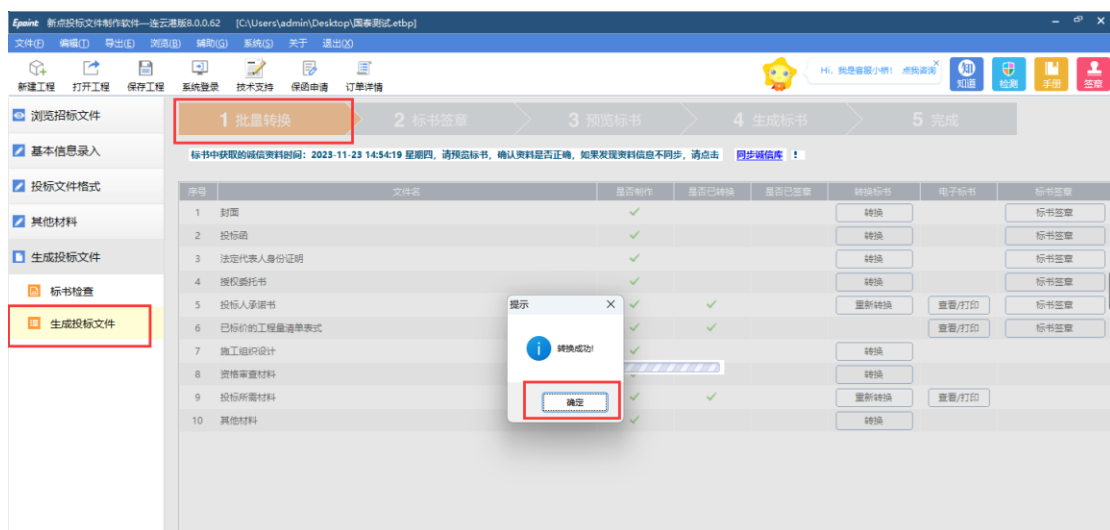 Epoint 新点投标文件制作软件—连云港版8.0.0.62 [C:\Users\admin\Desktop\国泰测试.etbp]
文件(F) 编辑(I) 导出(E) 浏览(B) 辅助(G) 系统(S) 关于 退出(X)
新建工程 打开工程 保存工程 系统登录 技术支持 保函申请 订单详情
Hi，我是客服小桥！ 点我咨询
知
知道 检测 手册 签章
浏览招标文件
基本信息录入
投标文件格式
其他材料
生成投标文件
标书检查
生成投标文件
1 批量转换 2 标书签章 3 预览标书 4 生成标书 5 完成
标书中获取的诚信资料时间：2023-11-23 14:54:19 星期四，请预览标书，确认资料是否正确，如果发现资料信息不同步，请点击 同步诚信库 ！
序号 文件名 是否制作 是否已转换 是否已签章 转换标书 电子标书 标书签章
1 封面 转换 标书签章
2 投标函 转换 标书签章
3 法定代表人身份证明 转换 标书签章
4 授权委托书 转换 标书签章
5 投标人承诺书 重新转换 查看/打印 标书签章
6 已标价的工程量清单表式 查看/打印 标书签章
7 施工组织设计 转换
8 资格审查材料 转换
9 投标所需材料 重新转换 查看/打印
10 其他材料 转换
提示
转换成功!
确定